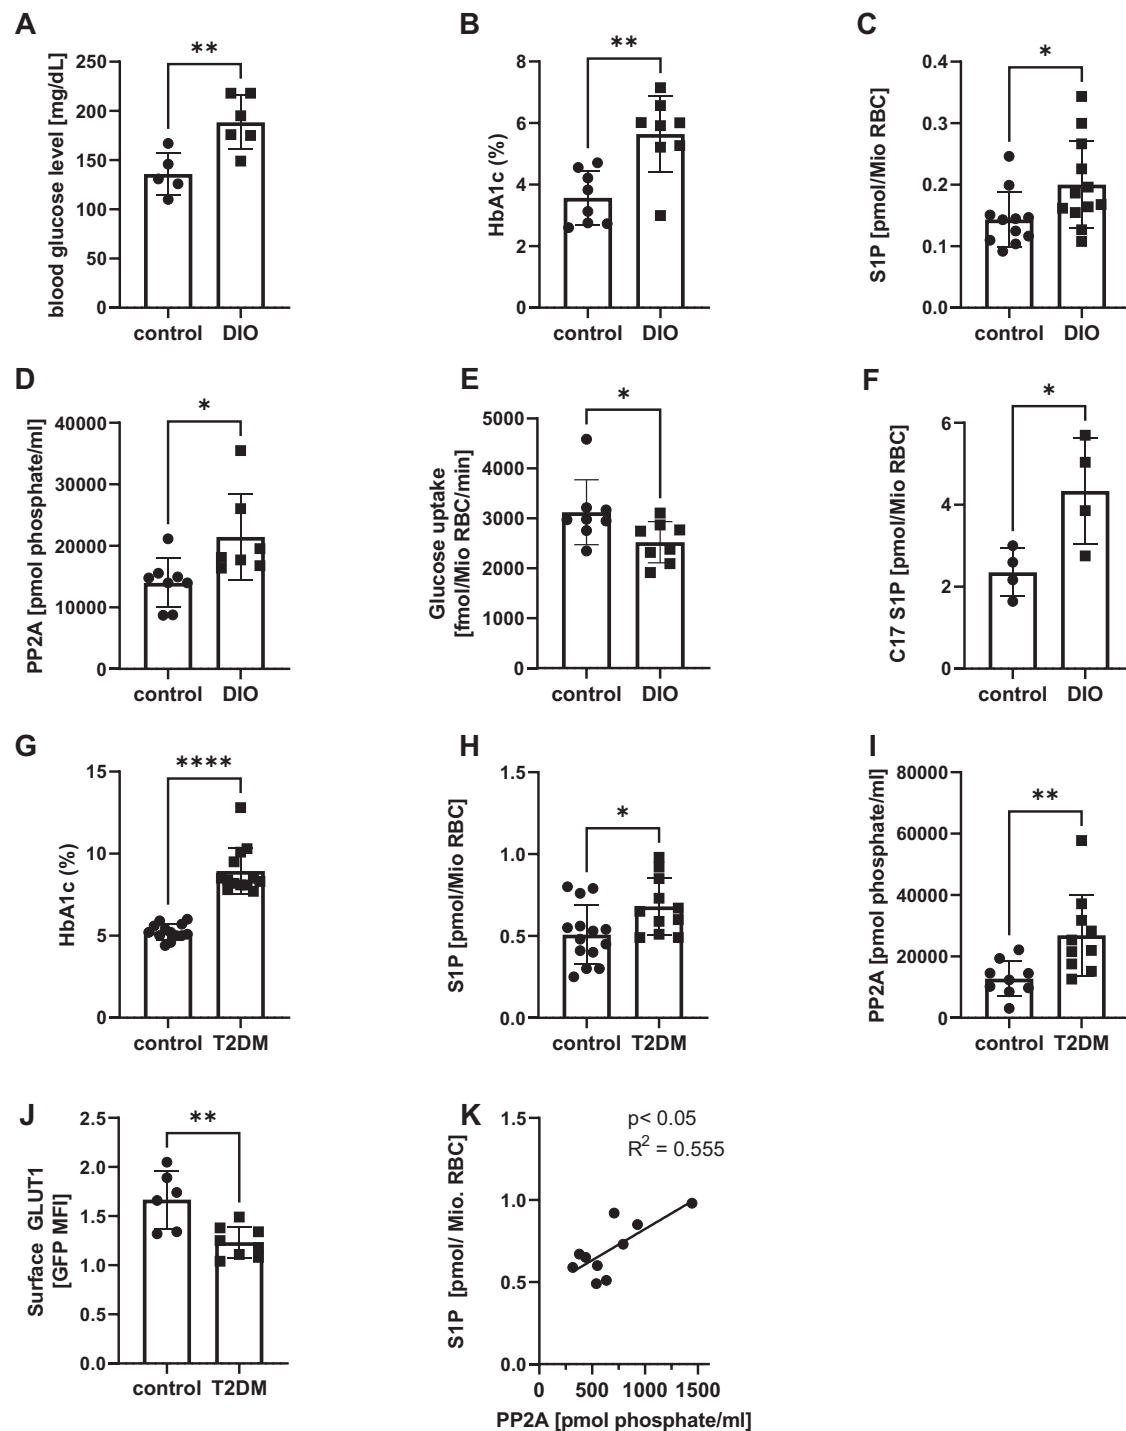 A
blood glucose level [mg/dL]
250
200
150
100
50
0
**
control DIO
B
HbA1c (%)
8
6
4
2
0
**
control DIO
C
S1P [pmol/Mio RBC]
0.4
0.3
0.2
0.1
0.0
*
control DIO
D
PP2A [pmol phosphate/ml]
40000
30000
20000
10000
0
*
control DIO
E
Glucose uptake
[fmol/Mio RBC/min]
5000
4000
3000
2000
1000
0
*
control DIO
F
C17 S1P [pmol/Mio RBC]
6
4
2
0
*
control DIO
G
HbA1c (%)
15
10
5
0
****
control T2DM
H
S1P [pmol/Mio RBC]
1.5
1.0
0.5
0.0
*
control T2DM
I
PP2A [pmol phosphate/ml]
80000
60000
40000
20000
0
**
control T2DM
J
Surface GLUT1
[GFP MFI]
2.5
2.0
1.5
1.0
0.5
0.0
**
control T2DM
K
S1P [pmol/ Mio. RBC]
1.5
1.0
0.5
0.0
p< 0.05
R² = 0.555
0 500 1000 1500
PP2A [pmol phosphate/ml]